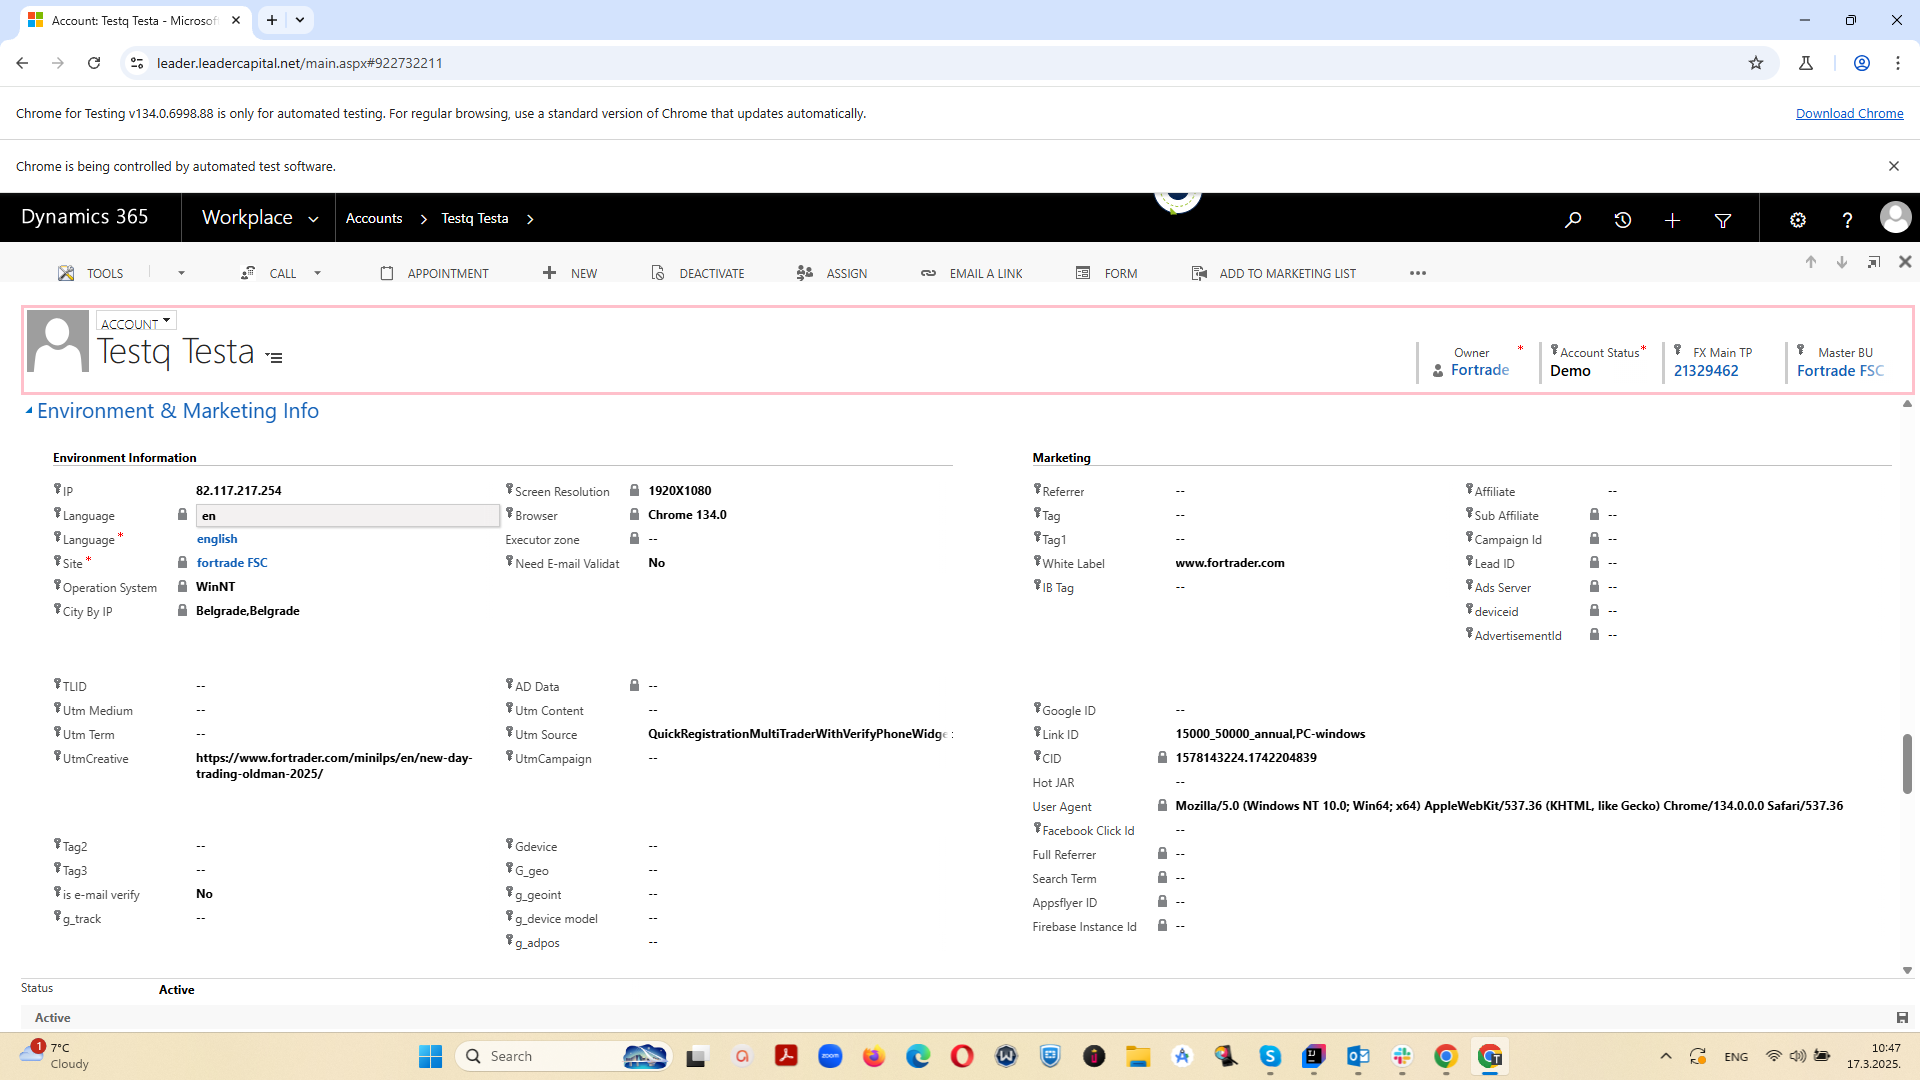 Account: Testq Testa - Microsof
leader.leadercapital.net/main.aspx#922732211
Chrome for Testing v134.0.6998.88 is only for automated testing. For regular browsing, use a standard version of Chrome that updates automatically.
Download Chrome
Chrome is being controlled by automated test software.
Dynamics 365
Workplace
Accounts
Testq Testa
TOOLS
CALL
APPOINTMENT
NEW
DEACTIVATE
ASSIGN
EMAIL A LINK
FORM
ADD TO MARKETING LIST
ACCOUNT
Testq Testa
Owner *
Fortrade
Account Status *
Demo
FX Main TP
21329462
Master BU
Fortrade FSC
Environment & Marketing Info
Environment Information
IP 82.117.217.254
Language en
Language * english
Site * fortrade FSC
Operation System WinNT
City By IP Belgrade,Belgrade
Screen Resolution 1920X1080
Browser Chrome 134.0
Executor zone --
Need E-mail Validat No
TLID --
Utm Medium --
Utm Term --
UtmCreative https://www.fortrader.com/minilps/en/new-day-
trading-oldman-2025/
AD Data --
Utm Content --
Utm Source QuickRegistrationMultiTraderWithVerifyPhoneWidge
UtmCampaign --
Tag2 --
Tag3 --
is e-mail verify No
g_track --
Gdevice --
G_geo --
g_geoint --
g_device model --
g_adpos --
Marketing
Referrer --
Tag --
Tag1 --
White Label www.fortrader.com
IB Tag --
Affiliate --
Sub Affiliate --
Campaign Id --
Lead ID --
Ads Server --
deviceid --
AdvertisementId --
Google ID --
Link ID 15000_50000_annual,PC-windows
CID 1578143224.1742204839
Hot JAR --
User Agent Mozilla/5.0 (Windows NT 10.0; Win64; x64) AppleWebKit/537.36 (KHTML, like Gecko) Chrome/134.0.0.0 Safari/537.36
Facebook Click Id --
Full Referrer --
Search Term --
Appsflyer ID --
Firebase Instance Id --
Status Active
Active
1
7°C
Cloudy
Search
zoom
ENG
10:47
17.3.2025.